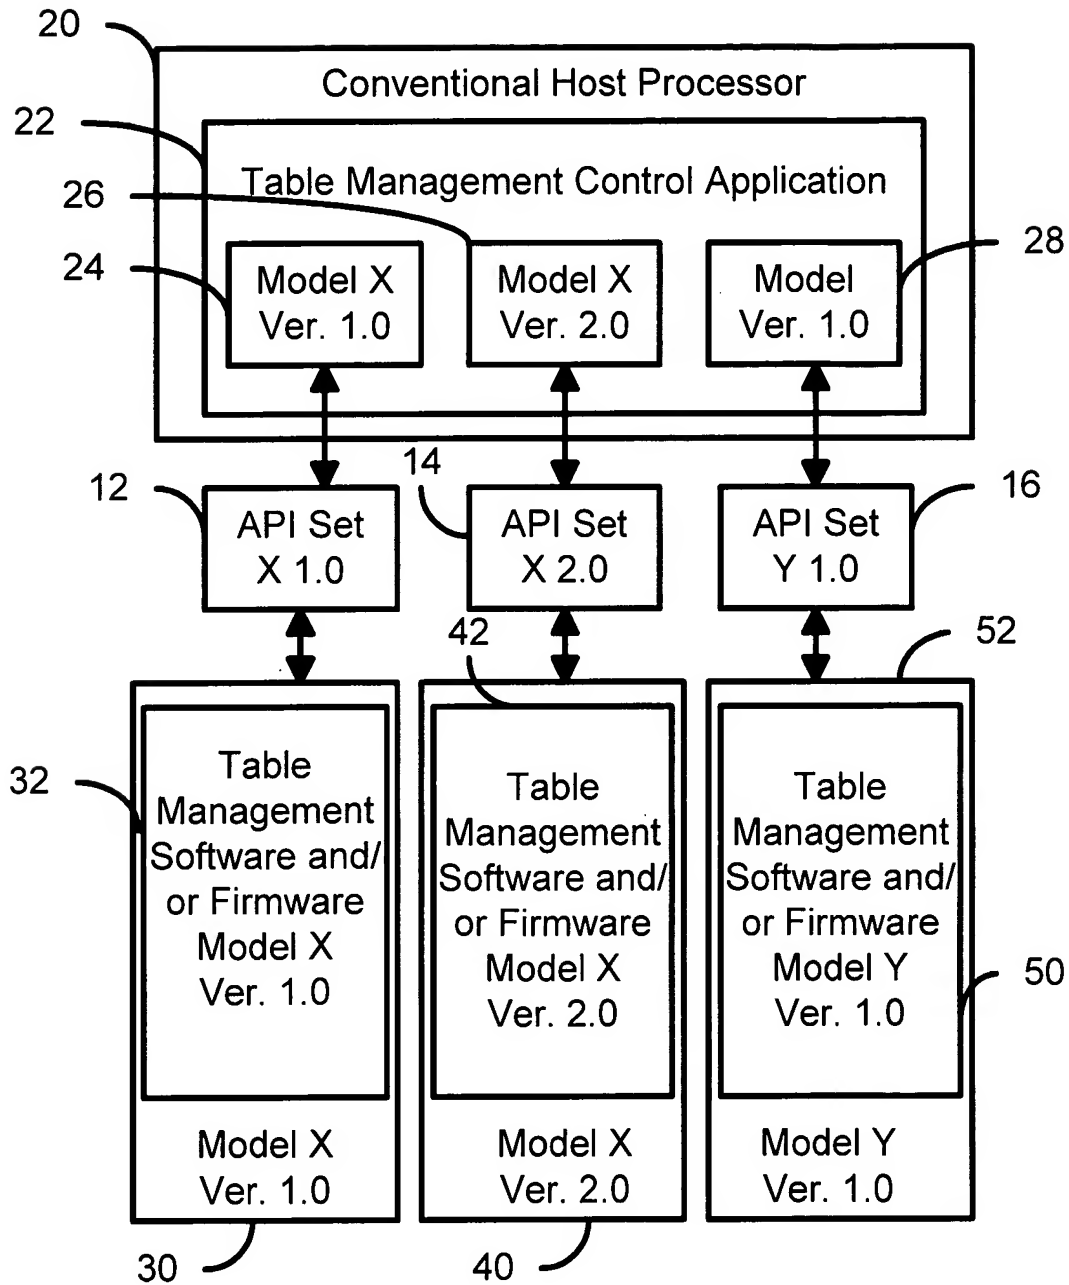 20
Conventional Host Processor
22
Table Management Control Application
26
24
28
Model X
Ver. 1.0
Model X
Ver. 2.0
Model
Ver. 1.0
12
14
16
API Set
X 1.0
API Set
X 2.0
API Set
Y 1.0
42
52
32
Table
Management
Software and/
or Firmware
Model X
Ver. 1.0
Table
Management
Software and/
or Firmware
Model X
Ver. 2.0
Table
Management
Software and/
or Firmware
Model Y
Ver. 1.0
50
Model X
Ver. 1.0
Model X
Ver. 2.0
Model Y
Ver. 1.0
30
40